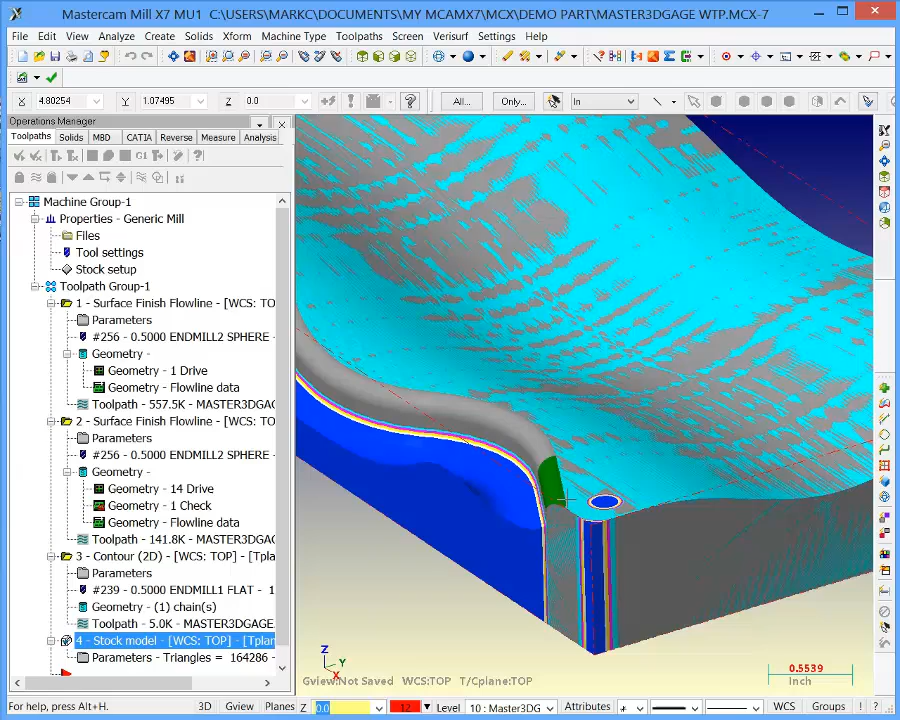 Mastercam Mill X7 MU1 C:\USERS\MARKC\DOCUMENTS\MY MCAMX7\MCX\DEMO PART\MASTER3DGAGE WTP.MCX-7
File Edit View Analyze Create Solids Xform Machine Type Toolpaths Screen Verisurf Settings Help
X 4.80254 Y 1.07495 Z 0.0 All... Only... In
Operations Manager
Toolpaths Solids MBD CATIA Reverse Measure Analysis
G1
Machine Group-1
Properties - Generic Mill
Files
Tool settings
Stock setup
Toolpath Group-1
1 - Surface Finish Flowline - [WCS: TO
Parameters
#256 - 0.5000 ENDMILL2 SPHERE -
Geometry -
Geometry - 1 Drive
Geometry - Flowline data
Toolpath - 557.5K - MASTER3DGAG
2 - Surface Finish Flowline - [WCS: TO
Parameters
#256 - 0.5000 ENDMILL2 SPHERE -
Geometry -
Geometry - 14 Drive
Geometry - 1 Check
Geometry - Flowline data
Toolpath - 141.8K - MASTER3DGAG
3 - Contour (2D) - [WCS: TOP] - [Tpla
Parameters
#239 - 0.5000 ENDMILL1 FLAT - 1
Geometry - (1) chain(s)
Toolpath - 5.0K - MASTER3DGAGE.
4 - Stock model - [WCS: TOP] - [Tplan
Parameters - Triangles = 164286 -
Z
Y
X
0.5539
Inch
Gview:Not Saved WCS:TOP T/Cplane:TOP
For help, press Alt+H. 3D Gview Planes Z 0.0 12 Level 10 : Master3DG Attributes WCS Groups ! ?